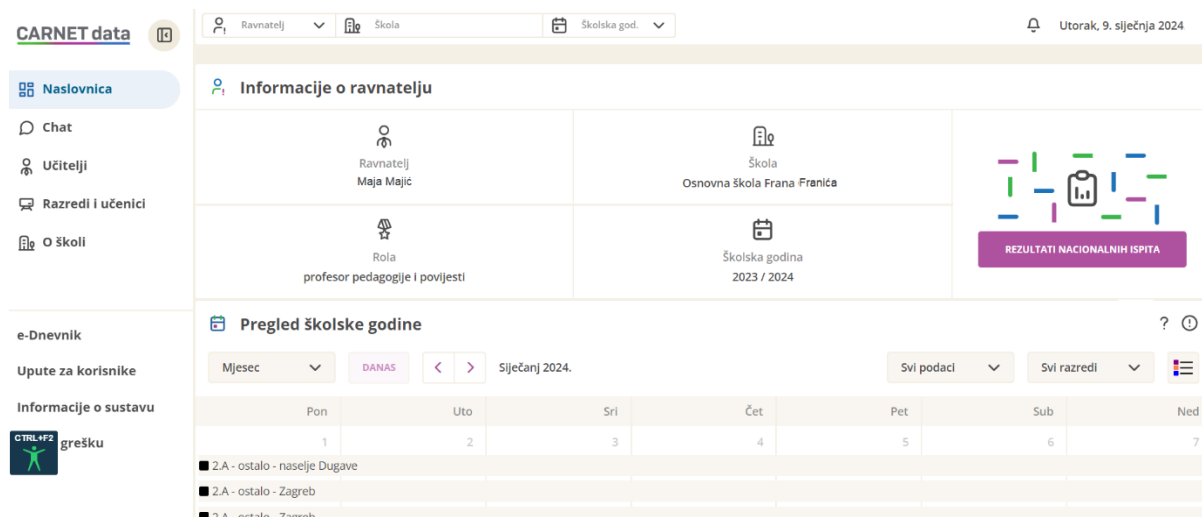 CARNET data
Ravnatelj
Škola
Školska god.
Utorak, 9. siječnja 2024
Naslovnica
Chat
Učitelji
Razredi i učenici
O školi
e-Dnevnik
Upute za korisnike
Informacije o sustavu
CTRL+F2
grešku
Informacije o ravnatelju
Ravnatelj
Maja Majić
Škola
Osnovna škola Frana Franića
Rola
profesor pedagogije i povijesti
Školska godina
2023 / 2024
REZULTATI NACIONALNIH ISPITA
Pregled školske godine
?
Mjesec
DANAS
Siječanj 2024.
Svi podaci
Svi razredi
Pon Uto Sri Čet Pet Sub Ned
1 2 3 4 5 6 7
2.A - ostalo - naselje Dugave
2.A - ostalo - Zagreb
2.A - ostalo - Zagreb